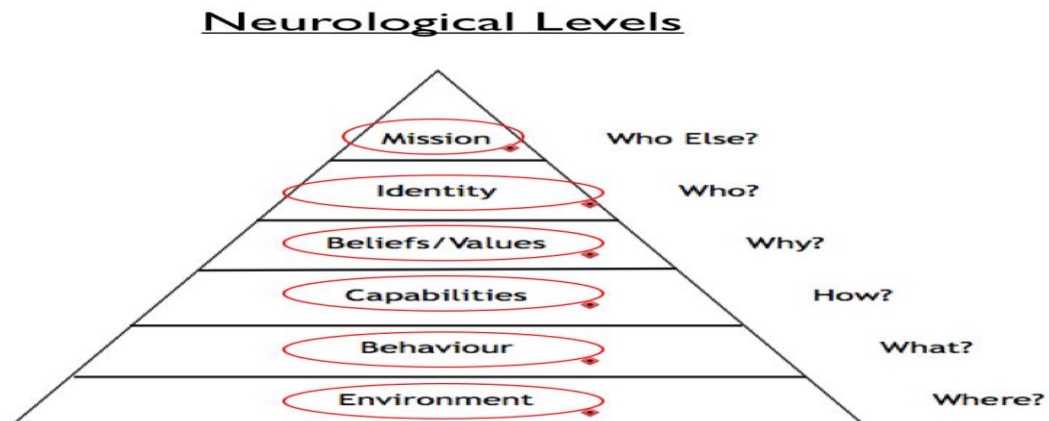 Neurological Levels
Mission Who Else?
Identity Who?
Beliefs/Values Why?
Capabilities How?
Behaviour What?
Environment Where?